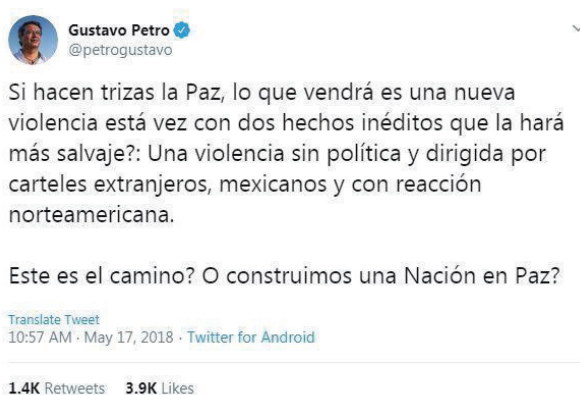 Gustavo Petro
@petrogustavo
Si hacen trizas la Paz, lo que vendrá es una nueva
violencia está vez con dos hechos inéditos que la hará
más salvaje?: Una violencia sin política y dirigida por
carteles extranjeros, mexicanos y con reacción
norteamericana.
Este es el camino? O construimos una Nación en Paz?
Translate Tweet
10:57 AM · May 17, 2018 · Twitter for Android
1.4K Retweets 3.9K Likes